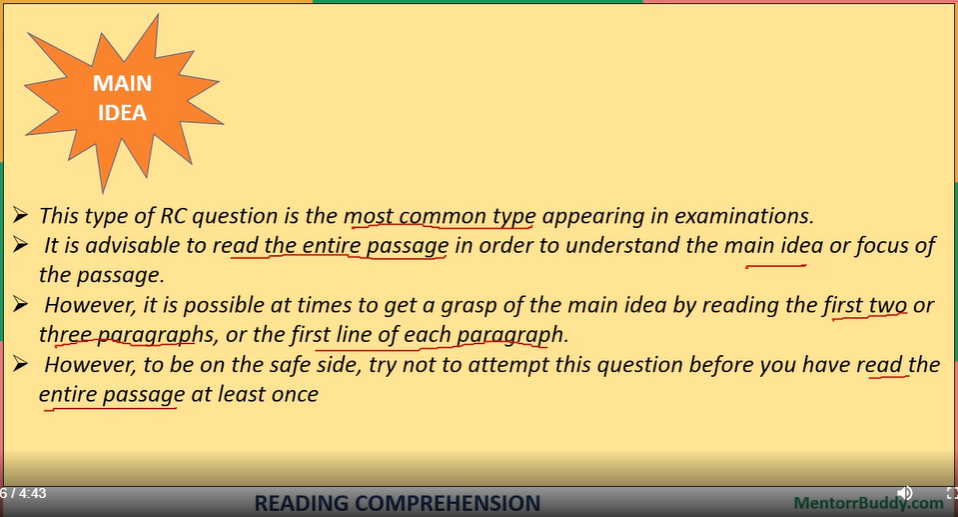 MAIN
IDEA
➢ This type of RC question is the most common type appearing in examinations.
➢ It is advisable to read the entire passage in order to understand the main idea or focus of
the passage.
➢ However, it is possible at times to get a grasp of the main idea by reading the first two or
three paragraphs, or the first line of each paragraph.
➢ However, to be on the safe side, try not to attempt this question before you have read the
entire passage at least once
6 / 4:43
READING COMPREHENSION
MentorrBuddy.com